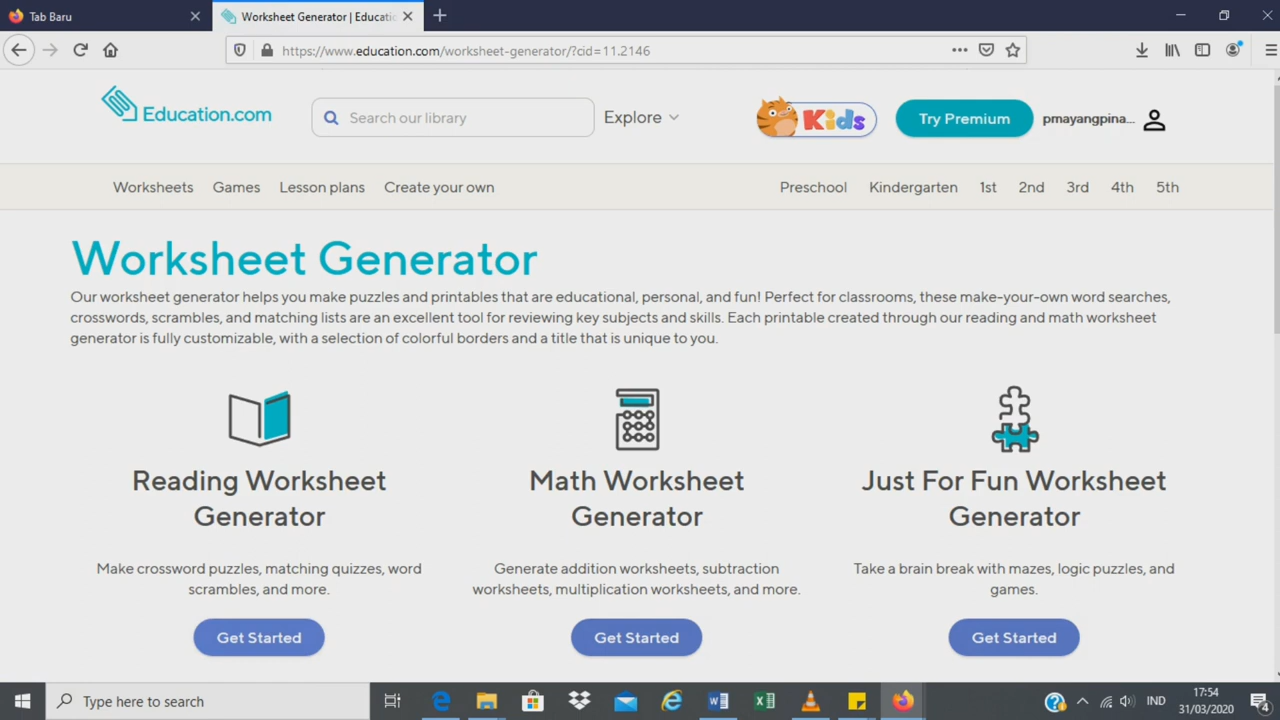 Tab Baru
Worksheet Generator | Educatio
https://www.education.com/worksheet-generator/?cid=11.2146
Education.com
Search our library
Explore
Kids
Try Premium
pmayangpina...
Worksheets Games Lesson plans Create your own Preschool Kindergarten 1st 2nd 3rd 4th 5th
Worksheet Generator
Our worksheet generator helps you make puzzles and printables that are educational, personal, and fun! Perfect for classrooms, these make-your-own word searches,
crosswords, scrambles, and matching lists are an excellent tool for reviewing key subjects and skills. Each printable created through our reading and math worksheet
generator is fully customizable, with a selection of colorful borders and a title that is unique to you.
Reading Worksheet
Generator
Make crossword puzzles, matching quizzes, word
scrambles, and more.
Get Started
Math Worksheet
Generator
Generate addition worksheets, subtraction
worksheets, multiplication worksheets, and more.
Get Started
Just For Fun Worksheet
Generator
Take a brain break with mazes, logic puzzles, and
games.
Get Started
Type here to search
IND
17:54
31/03/2020
4